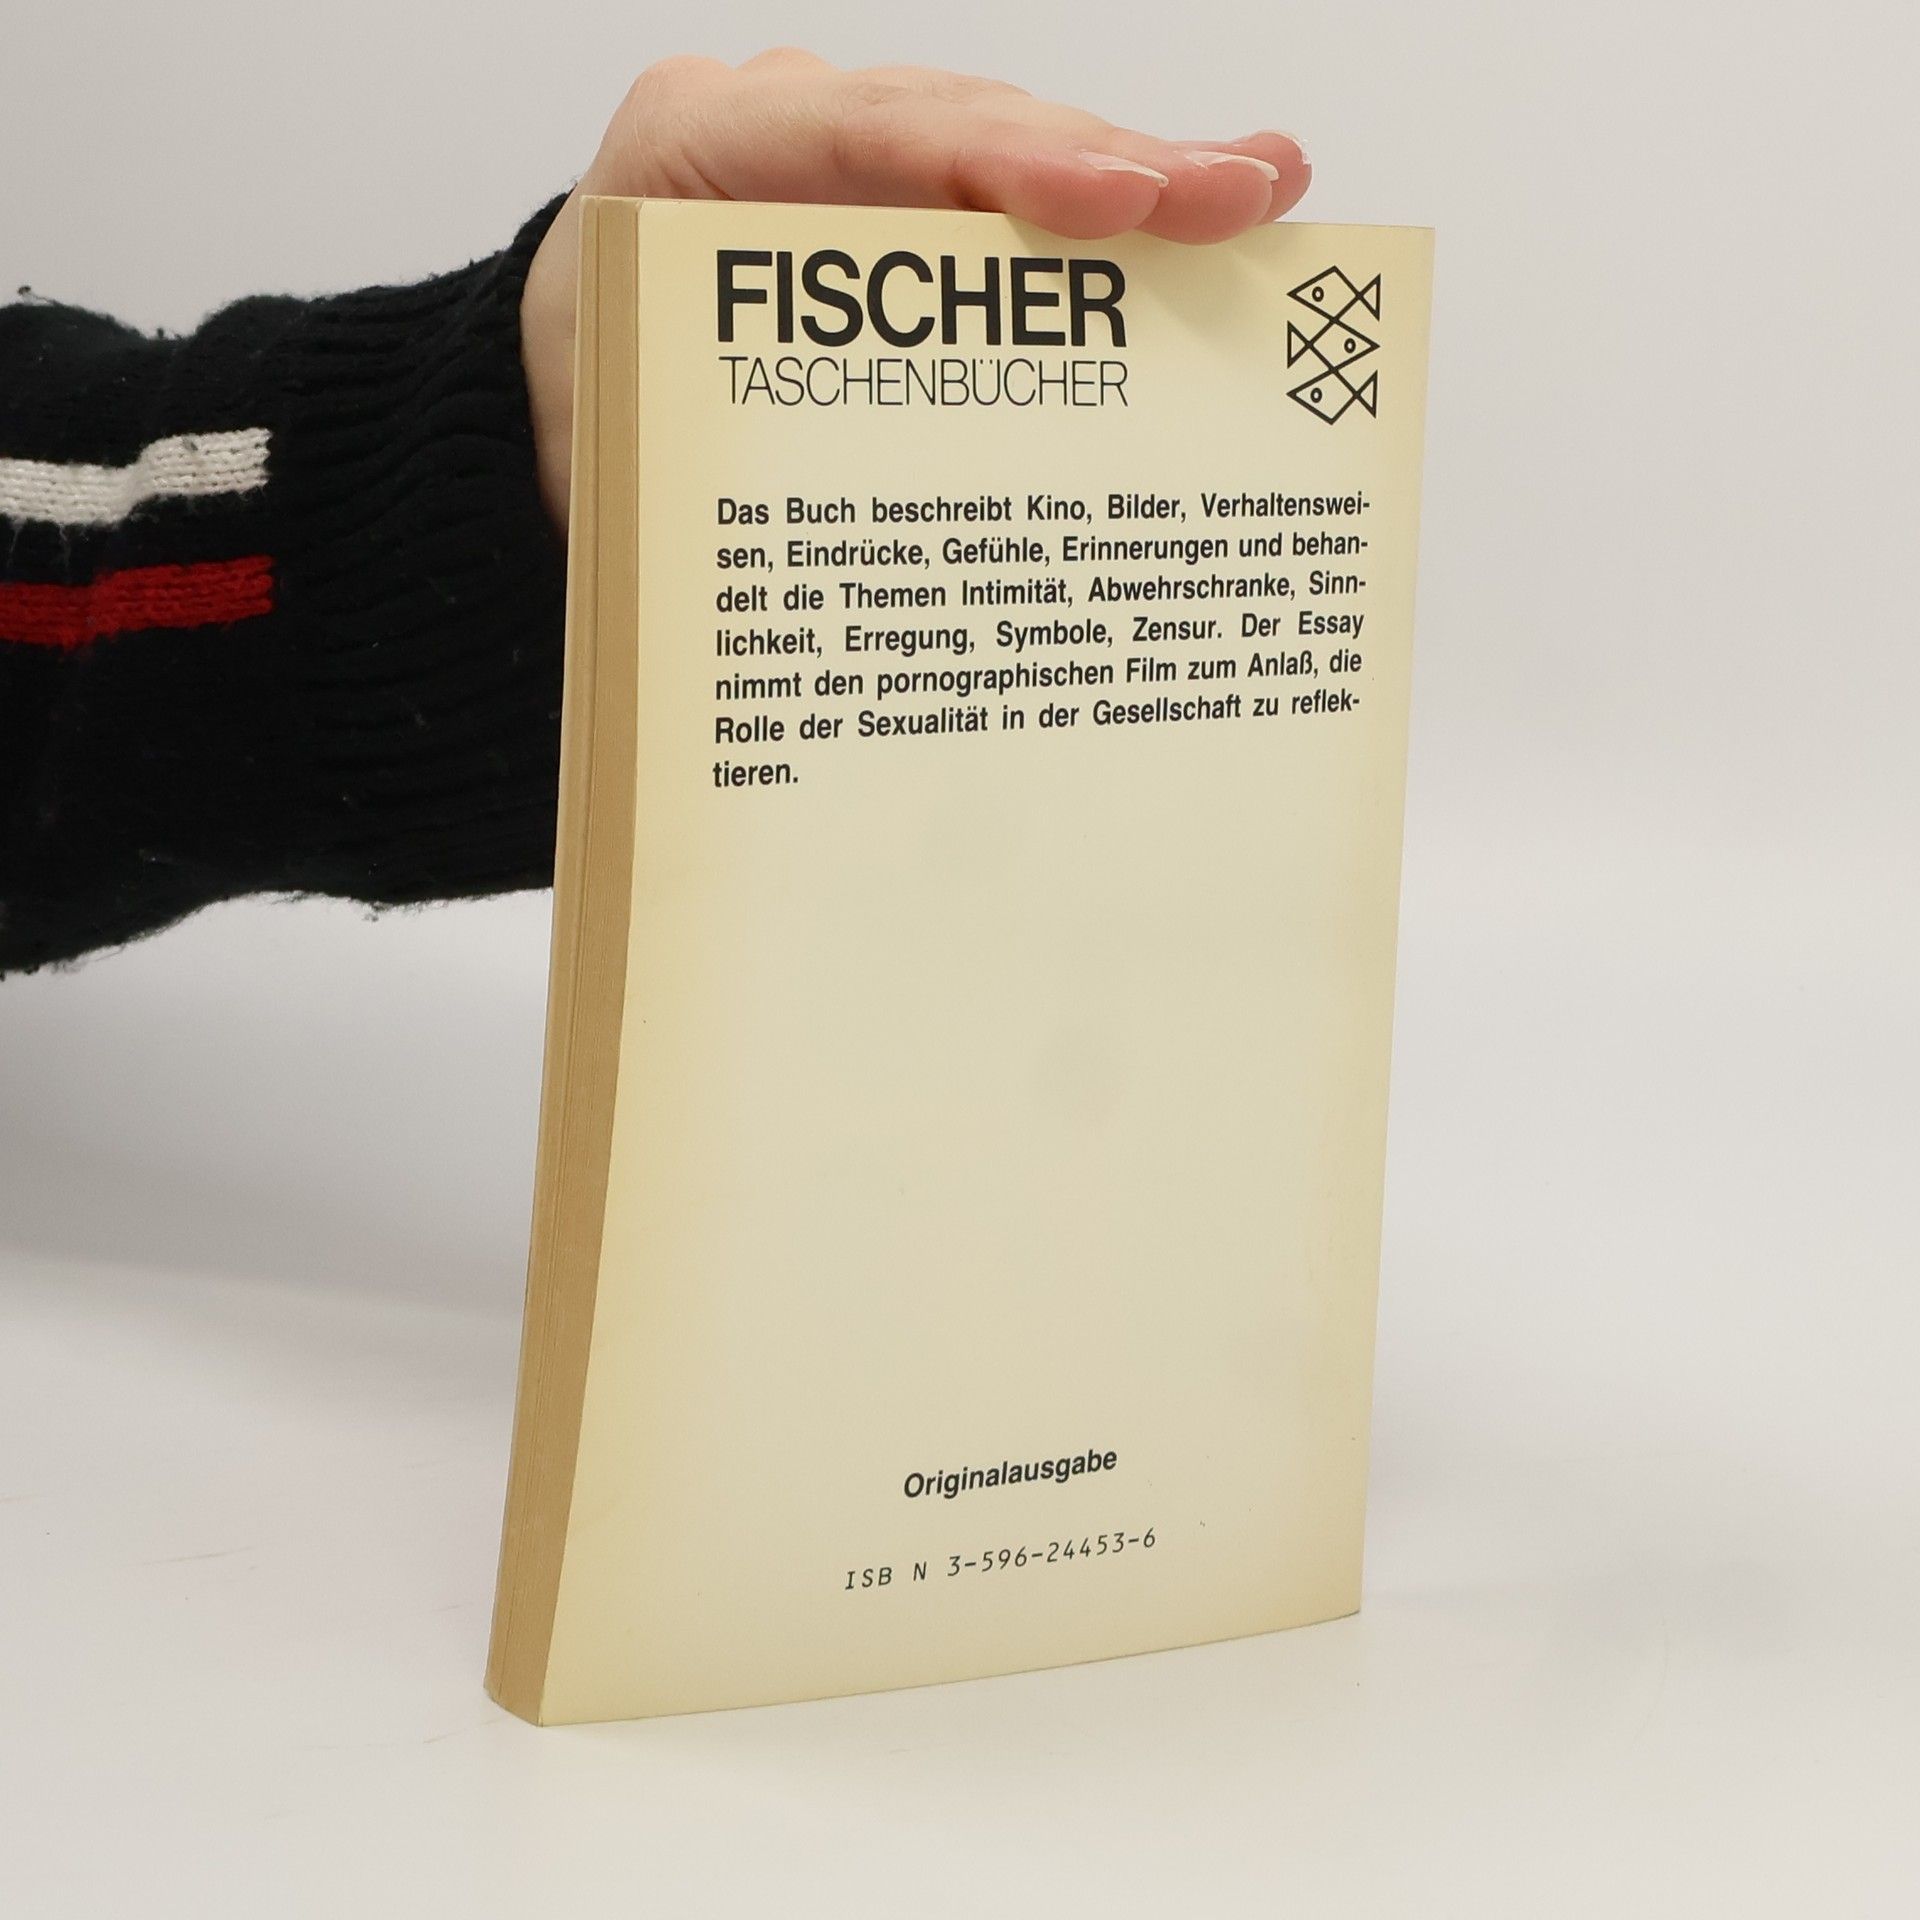 FISCHER
TASCHENBÜCHER
Das Buch beschreibt Kino, Bilder, Verhaltenswei-
sen, Eindrücke, Gefühle, Erinnerungen und behan-
delt die Themen Intimität, Abwehrschranke, Sinn-
lichkeit, Erregung, Symbole, Zensur. Der Essay
nimmt den pornographischen Film zum Anlaß, die
Rolle der Sexualität in der Gesellschaft zu reflek-
tieren.
Originalausgabe
ISB N 3-596-24453-6